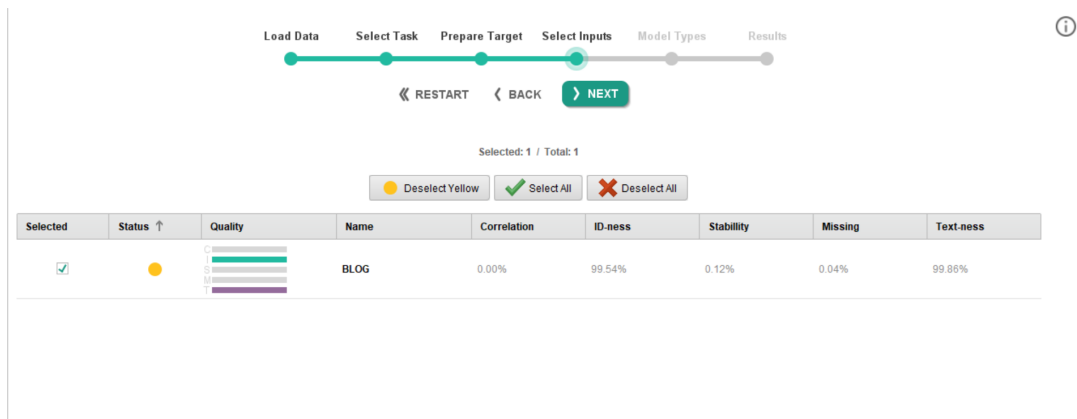 Load Data Select Task Prepare Target Select Inputs Model Types Results
RESTART BACK NEXT
Selected: 1 / Total: 1
Deselect Yellow Select All Deselect All
Selected Status Quality Name Correlation ID-ness Stabillity Missing Text-ness
C
I
S
M
T
BLOG 0.00% 99.54% 0.12% 0.04% 99.86%